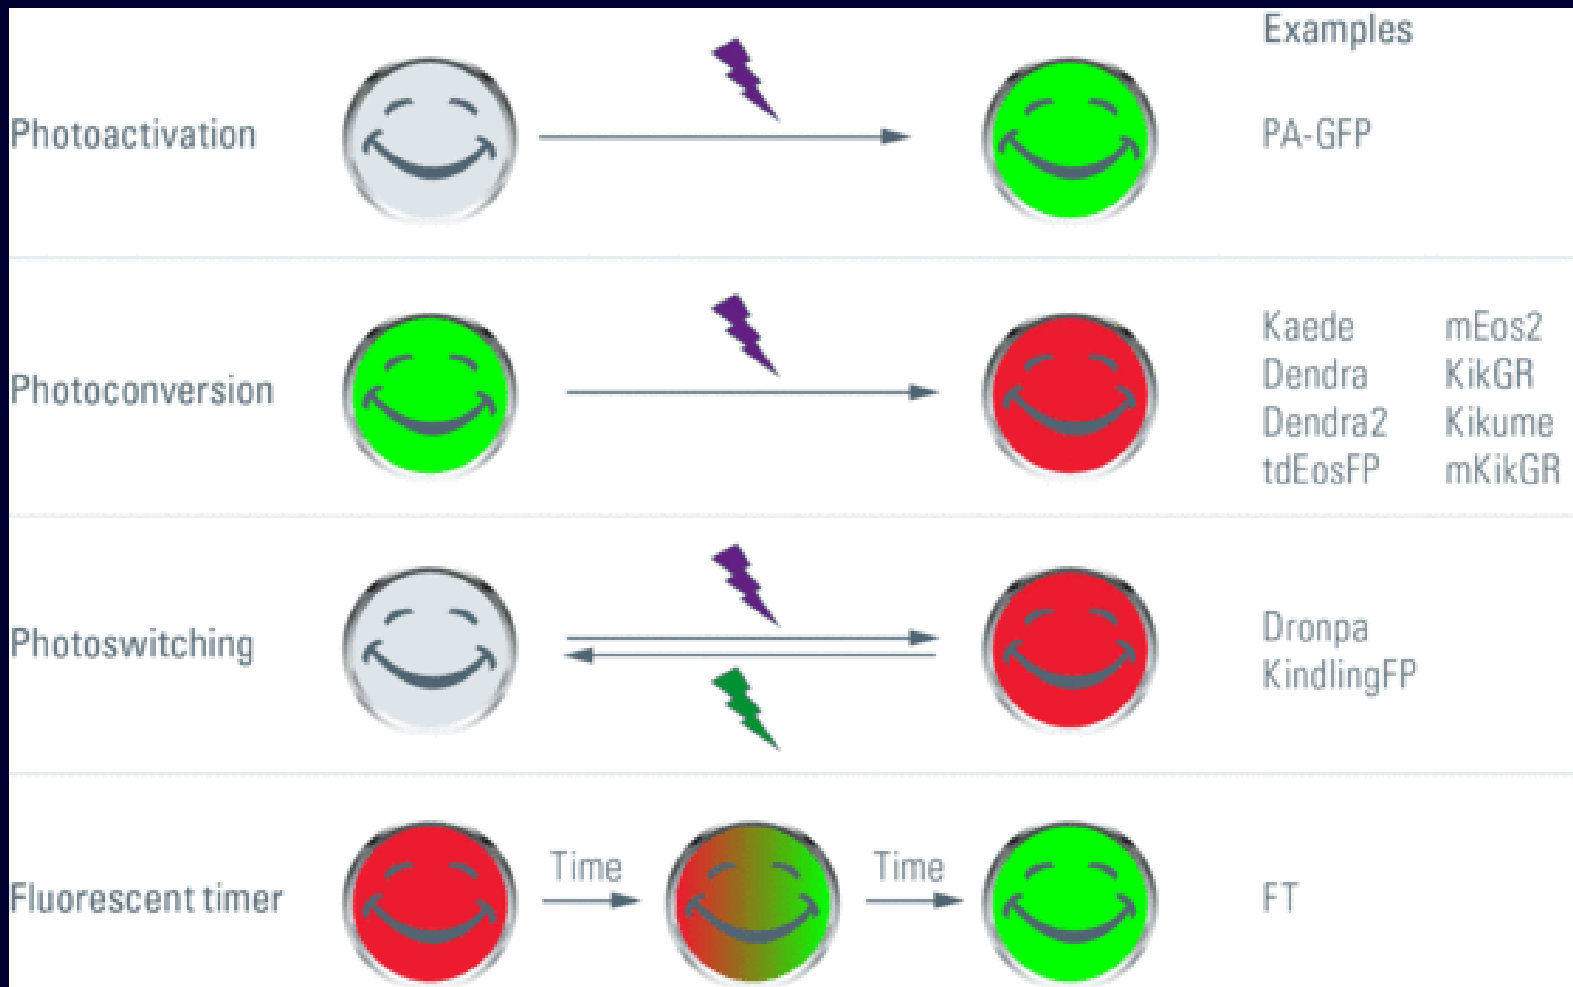 Examples
Photoactivation PA-GFP
Kaede mEos2
Dendra KikGR
Photoconversion
Dendra2 Kikume
tdEosFP mKikGR
Dronpa
Photoswitching
KindlingFP
Time Time
Fluorescent timer FT